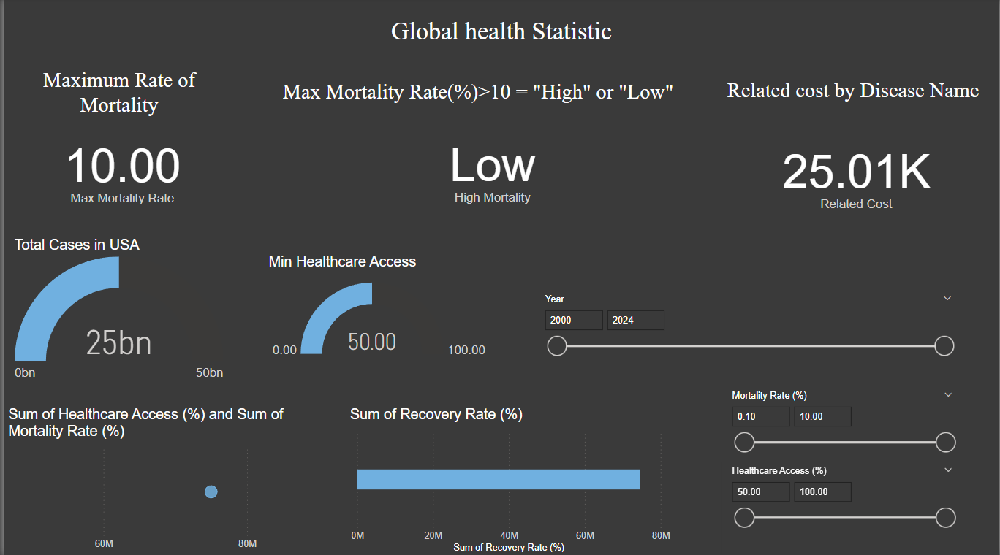 Global health Statistic
Maximum Rate of
Mortality
Max Mortality Rate(%)>10 = "High" or "Low"
Related cost by Disease Name
10.00
Max Mortality Rate
Low
High Mortality
25.01K
Related Cost
Total Cases in USA
25bn
0bn
50bn
Min Healthcare Access
50.00
0.00
100.00
Year
2000
2024
Sum of Healthcare Access (%) and Sum of
Mortality Rate (%)
60M
80M
Sum of Recovery Rate (%)
0M
20M
40M
60M
80M
Sum of Recovery Rate (%)
Mortality Rate (%)
0.10
10.00
Healthcare Access (%)
50.00
100.00